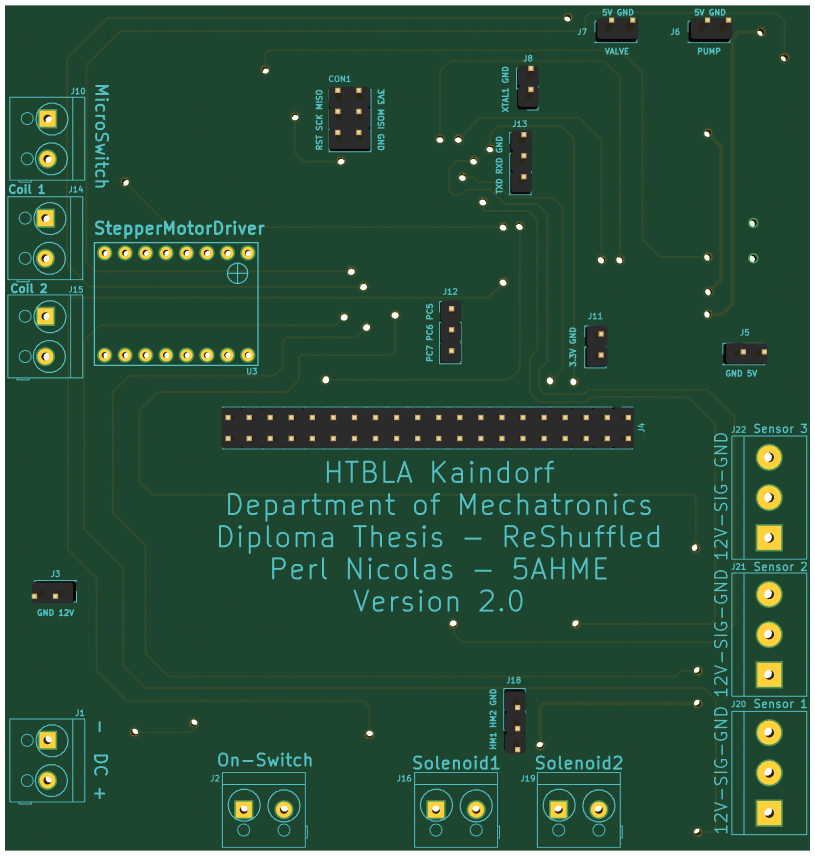 5V GND
J7
VALVE
5V GND
J6
PUMP
J8
XTAL1 GND
CON1
RST SCK MISO
3V3 MOSI GND
J10
MicroSwitch
J13
TXD RXD GND
Coil 1
J14
StepperMotorDriver
Coil 2
J15
U3
J12
PC7 PC6 PC5
J11
3.3V GND
J5
GND 5V
J4
HTBLA Kaindorf
Department of Mechatronics
Diploma Thesis – ReShuffled
Perl Nicolas – 5AHME
Version 2.0
J22 Sensor 3
12V-SIG-GND
J21 Sensor 2
12V-SIG-GND
J20 Sensor 1
12V-SIG-GND
J3
GND 12V
J1
- DC +
J18
HM1 HM2 GND
On-Switch
J2
Solenoid1
J16
Solenoid2
J19